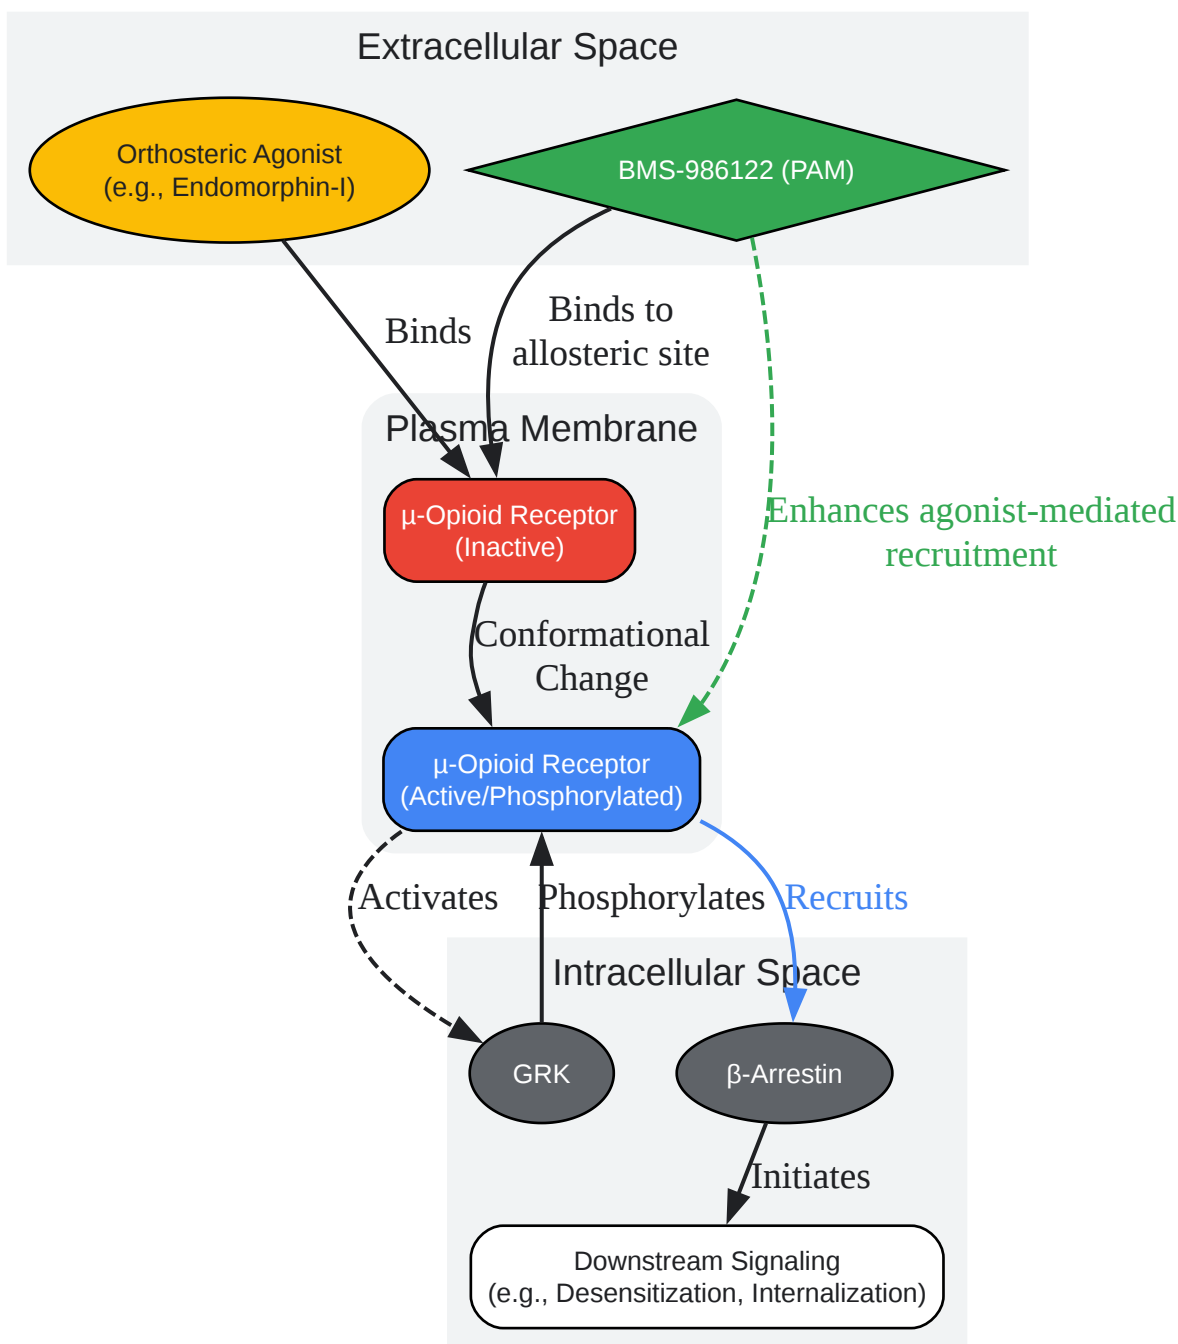 Extracellular Space
Orthosteric Agonist
(e.g., Endomorphin-I)
BMS-986122 (PAM)
Binds
Binds to
allosteric site
Plasma Membrane
Enhances agonist-mediated
recruitment
µ-Opioid Receptor
(Inactive)
Conformational
Change
µ-Opioid Receptor
(Active/Phosphorylated)
Activates
Phosphorylates
Recruits
Intracellular Space
GRK
β-Arrestin
Initiates
Downstream Signaling
(e.g., Desensitization, Internalization)